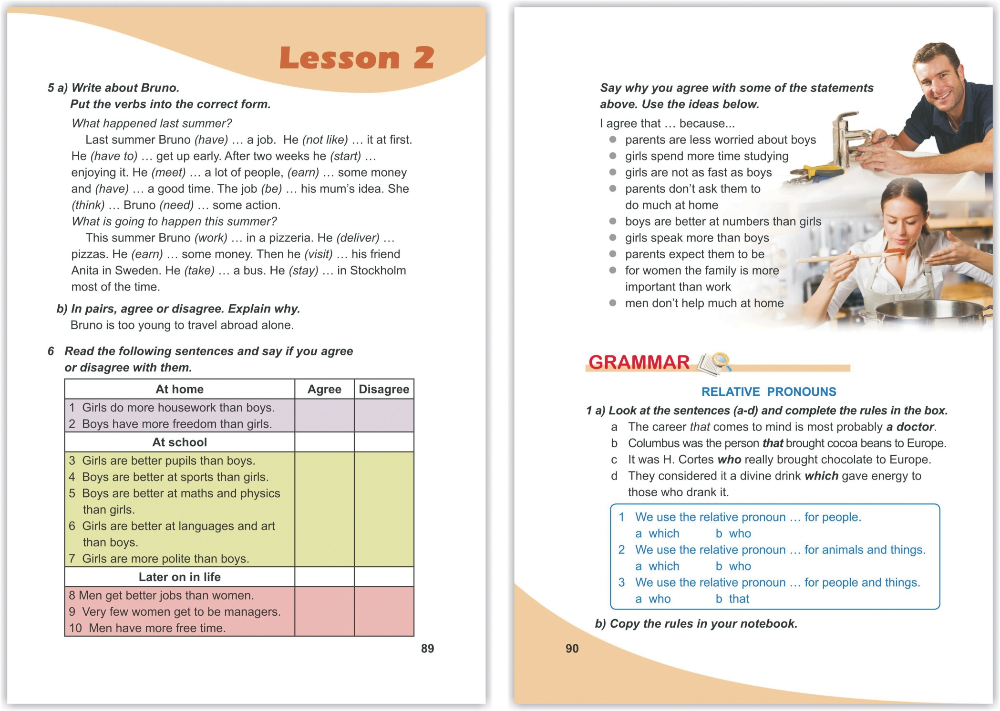 Lesson 2
5 a) Write about Bruno.
Put the verbs into the correct form.
What happened last summer?
Last summer Bruno (have) … a job. He (not like) … it at first.
He (have to) … get up early. After two weeks he (start) …
enjoying it. He (meet) … a lot of people, (earn) … some money
and (have) … a good time. The job (be) … his mum’s idea. She
(think) … Bruno (need) … some action.
What is going to happen this summer?
This summer Bruno (work) … in a pizzeria. He (deliver) …
pizzas. He (earn) … some money. Then he (visit) … his friend
Anita in Sweden. He (take) … a bus. He (stay) … in Stockholm
most of the time.
b) In pairs, agree or disagree. Explain why.
Bruno is too young to travel abroad alone.
6 Read the following sentences and say if you agree
or disagree with them.
At home Agree Disagree
1 Girls do more housework than boys.
2 Boys have more freedom than girls.
At school
3 Girls are better pupils than boys.
4 Boys are better at sports than girls.
5 Boys are better at maths and physics
than girls.
6 Girls are better at languages and art
than boys.
7 Girls are more polite than boys.
Later on in life
8 Men get better jobs than women.
9 Very few women get to be managers.
10 Men have more free time.
89
Say why you agree with some of the statements
above. Use the ideas below.
I agree that … because...
● parents are less worried about boys
● girls spend more time studying
● girls are not as fast as boys
● parents don’t ask them to
do much at home
● boys are better at numbers than girls
● girls speak more than boys
● parents expect them to be
● for women the family is more
important than work
● men don’t help much at home
GRAMMAR
RELATIVE PRONOUNS
1 a) Look at the sentences (a-d) and complete the rules in the box.
a The career that comes to mind is most probably a doctor.
b Columbus was the person that brought cocoa beans to Europe.
c It was H. Cortes who really brought chocolate to Europe.
d They considered it a divine drink which gave energy to
those who drank it.
1 We use the relative pronoun … for people.
a which b who
2 We use the relative pronoun … for animals and things.
a which b who
3 We use the relative pronoun … for people and things.
a who b that
b) Copy the rules in your notebook.
90